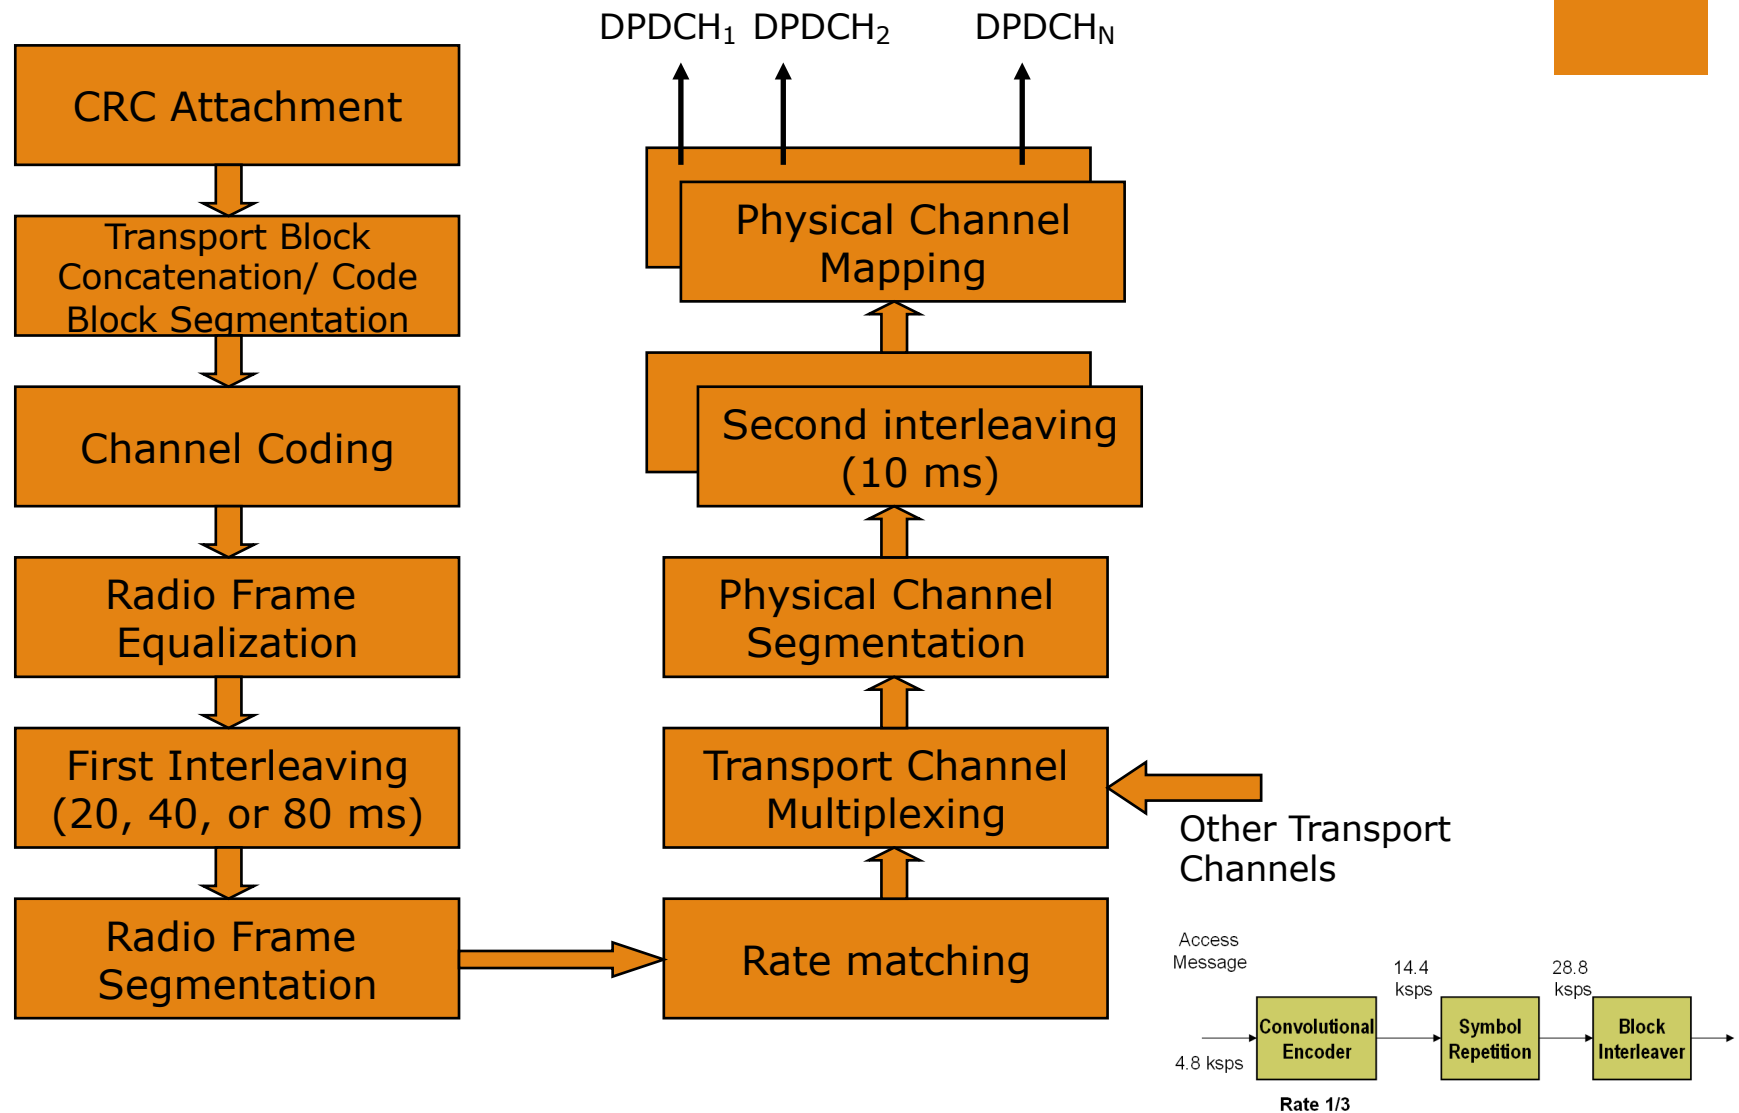 DPDCH₁ DPDCH₂ DPDCH_N
CRC Attachment
Transport Block
Concatenation/ Code
Block Segmentation
Channel Coding
Radio Frame
Equalization
First Interleaving
(20, 40, or 80 ms)
Radio Frame
Segmentation
Physical Channel
Mapping
Second interleaving
(10 ms)
Physical Channel
Segmentation
Transport Channel
Multiplexing
Rate matching
Other Transport
Channels
Access
Message
4.8 ksps
Convolutional
Encoder
Rate 1/3
14.4
ksps
Symbol
Repetition
28.8
ksps
Block
Interleaver